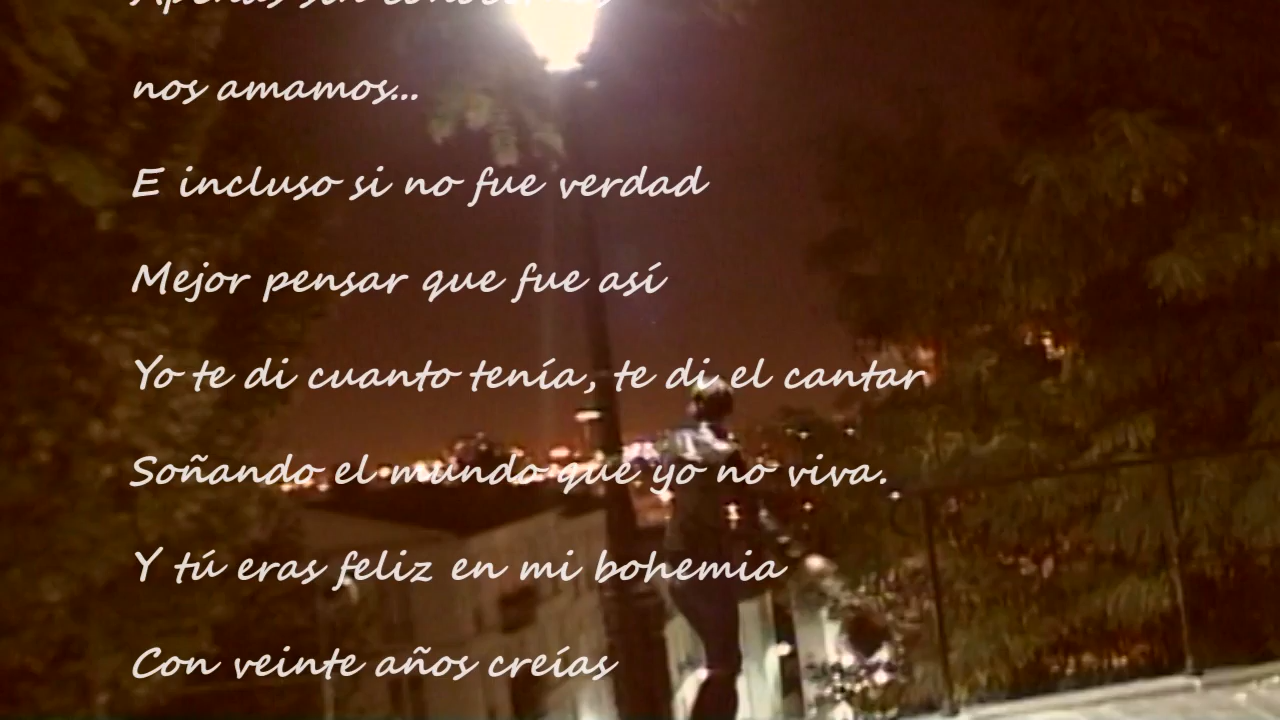 nos amamos...
E incluso si no fue verdad
Mejor pensar que fue así
Yo te di cuanto tenía, te di el cantar
Soñando el mundo que yo no viva.
Y tú eras feliz en mi bohemia
Con veinte años creías